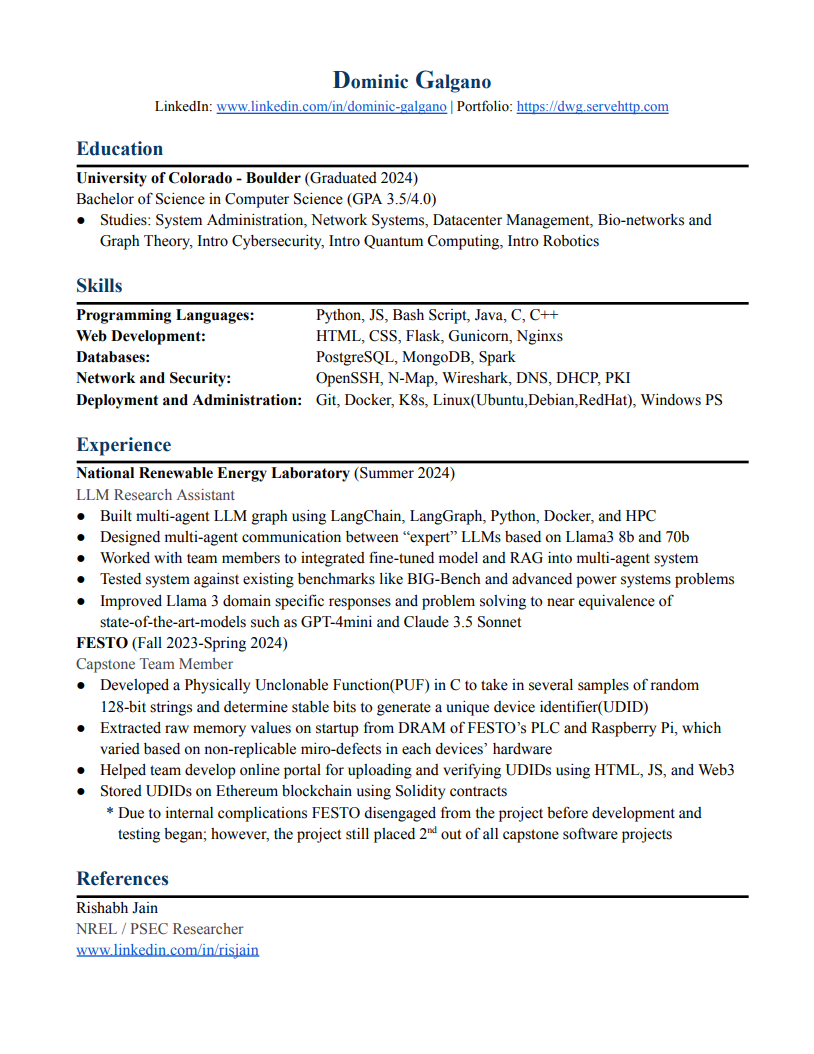 Dominic Galgano
LinkedIn: www.linkedin.com/in/dominic-galgano | Portfolio: https://dwg.servehttp.com
Education
University of Colorado - Boulder (Graduated 2024)
Bachelor of Science in Computer Science (GPA 3.5/4.0)
● Studies: System Administration, Network Systems, Datacenter Management, Bio-networks and
Graph Theory, Intro Cybersecurity, Intro Quantum Computing, Intro Robotics
Skills
Programming Languages: Python, JS, Bash Script, Java, C, C++
Web Development: HTML, CSS, Flask, Gunicorn, Nginxs
Databases: PostgreSQL, MongoDB, Spark
Network and Security: OpenSSH, N-Map, Wireshark, DNS, DHCP, PKI
Deployment and Administration: Git, Docker, K8s, Linux(Ubuntu,Debian,RedHat), Windows PS
Experience
National Renewable Energy Laboratory (Summer 2024)
LLM Research Assistant
● Built multi-agent LLM graph using LangChain, LangGraph, Python, Docker, and HPC
● Designed multi-agent communication between “expert” LLMs based on Llama3 8b and 70b
● Worked with team members to integrated fine-tuned model and RAG into multi-agent system
● Tested system against existing benchmarks like BIG-Bench and advanced power systems problems
● Improved Llama 3 domain specific responses and problem solving to near equivalence of
state-of-the-art-models such as GPT-4mini and Claude 3.5 Sonnet
FESTO (Fall 2023-Spring 2024)
Capstone Team Member
● Developed a Physically Unclonable Function(PUF) in C to take in several samples of random
128-bit strings and determine stable bits to generate a unique device identifier(UDID)
● Extracted raw memory values on startup from DRAM of FESTO’s PLC and Raspberry Pi, which
varied based on non-replicable miro-defects in each devices’ hardware
● Helped team develop online portal for uploading and verifying UDIDs using HTML, JS, and Web3
● Stored UDIDs on Ethereum blockchain using Solidity contracts
* Due to internal complications FESTO disengaged from the project before development and
testing began; however, the project still placed 2nd out of all capstone software projects
References
Rishabh Jain
NREL / PSEC Researcher
www.linkedin.com/in/risjain